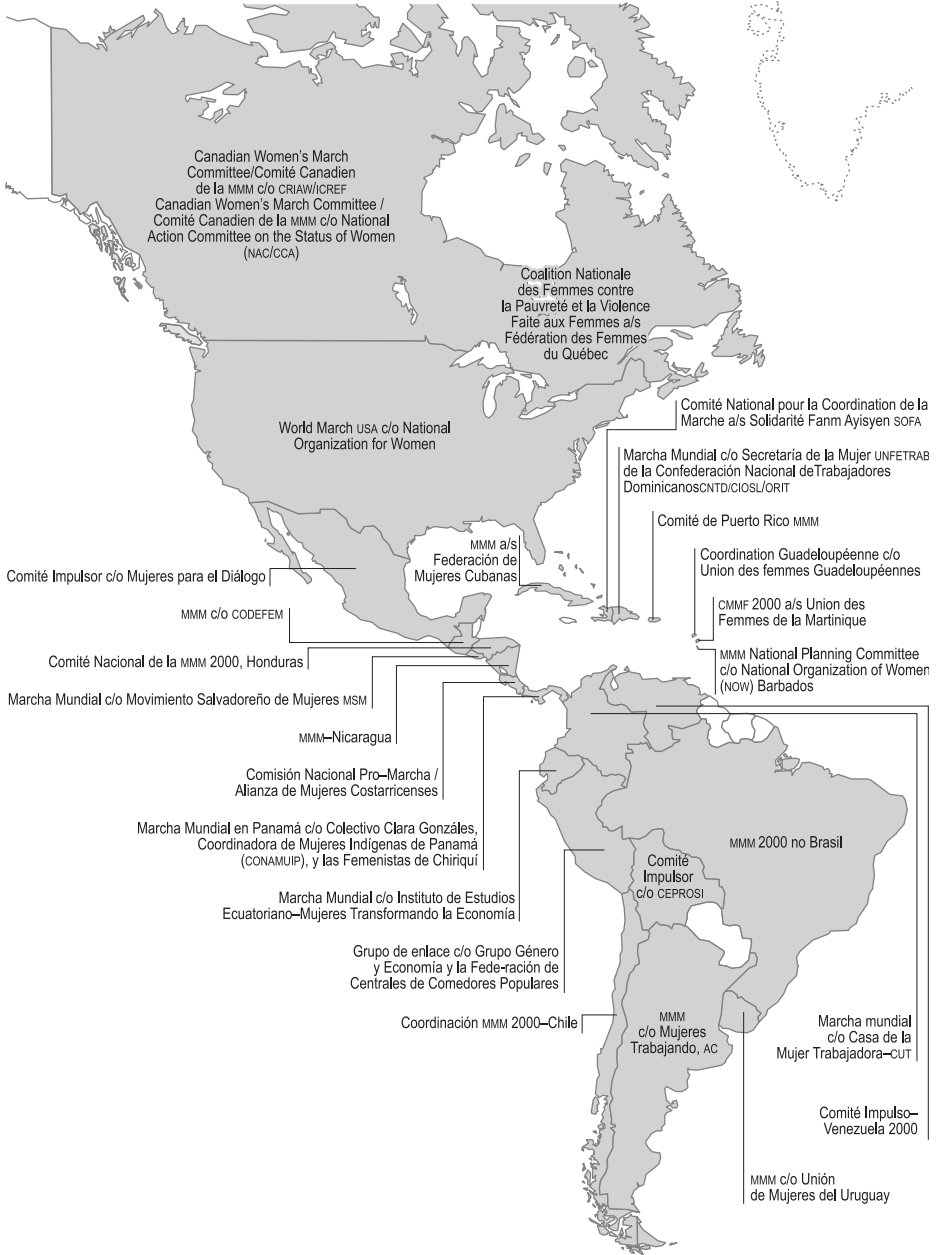 Canadian Women's March
Committee/Comité Canadien
de la MMM c/o CRIAW/ICREF
Canadian Women's March Committee /
Comité Canadien de la MMM c/o National
Action Committee on the Status of Women
(NAC/CCA)
Coalition Nationale
des Femmes contre
la Pauvreté et la Violence
Faite aux Femmes a/s
Fédération des Femmes
du Québec
World March USA c/o National
Organization for Women
Comité National pour la Coordination de la
Marche a/s Solidarité Fanm Ayisyen SOFA
Marcha Mundial c/o Secretaría de la Mujer UNFETRAB
de la Confederación Nacional deTrabajadores
DominicanosCNTD/CIOSL/ORIT
Comité de Puerto Rico MMM
MMM a/s
Federación de
Mujeres Cubanas
Coordination Guadeloupéenne c/o
Union des femmes Guadeloupéennes
Comité Impulsor c/o Mujeres para el Diálogo
CMMF 2000 a/s Union des
Femmes de la Martinique
MMM c/o CODEFEM
MMM National Planning Committee
c/o National Organization of Women
(NOW) Barbados
Comité Nacional de la MMM 2000, Honduras
Marcha Mundial c/o Movimiento Salvadoreño de Mujeres MSM
MMM–Nicaragua
Comisión Nacional Pro–Marcha /
Alianza de Mujeres Costarricenses
Marcha Mundial en Panamá c/o Colectivo Clara Gonzáles,
Coordinadora de Mujeres Indígenas de Panamá
(CONAMUIP), y las Femenistas de Chiriquí
MMM 2000 no Brasil
Comité
Impulsor
c/o CEPROSI
Marcha Mundial c/o Instituto de Estudios
Ecuatoriano–Mujeres Transformando la Economía
Grupo de enlace c/o Grupo Género
y Economía y la Fede-ración de
Centrales de Comedores Populares
Coordinación MMM 2000–Chile
MMM
c/o Mujeres
Trabajando, AC
Marcha mundial
c/o Casa de la
Mujer Trabajadora–CUT
Comité Impulso–
Venezuela 2000
MMM c/o Unión
de Mujeres del Uruguay